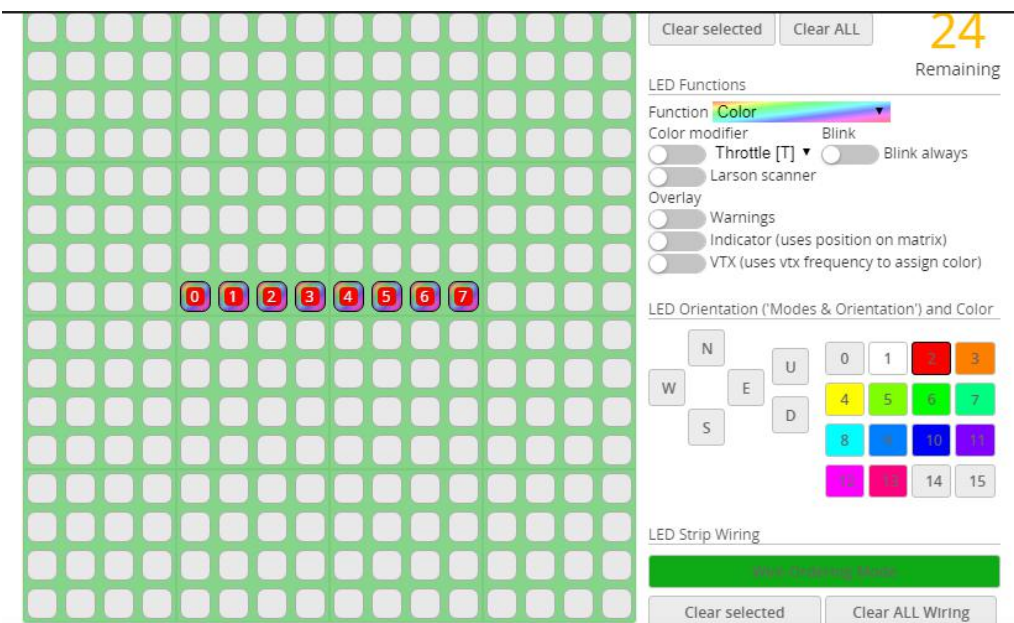 Clear selected Clear ALL 24
Remaining
LED Functions
Function Color
Color modifier Blink
Throttle [T] Blink always
Larson scanner
Overlay
Warnings
Indicator (uses position on matrix)
VTX (uses vtx frequency to assign color)
0 1 2 3 4 5 6 7
LED Orientation ('Modes & Orientation') and Color
N
U
0 1 2 3
W E
4 5 6 7
D
S
8 9 10 11
12 13 14 15
LED Strip Wiring
Wire Ordering Mode
Clear selected Clear ALL Wiring